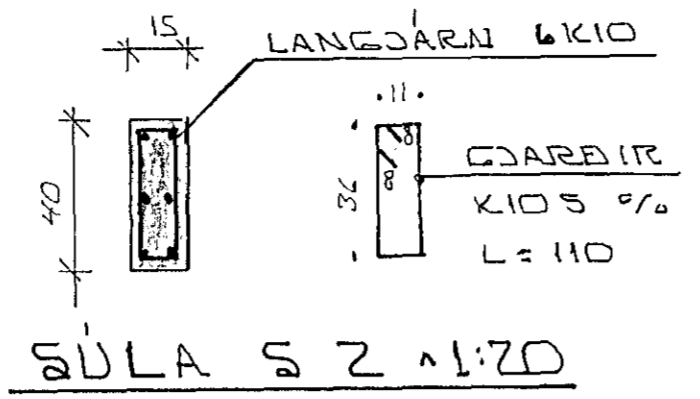 15
LANGJÁRN 6K10
40
11
8
8
36
GJARÐIR
K10 S %
L = 110
SÚLA S 2 1:20